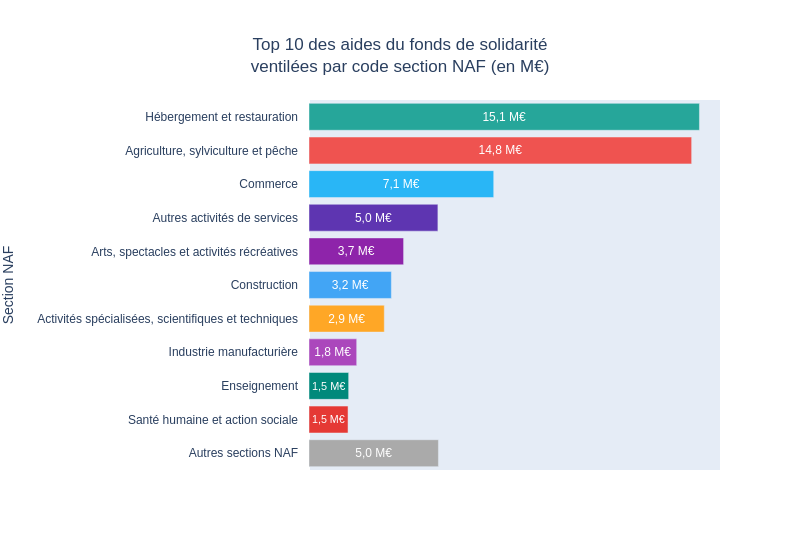 Top 10 des aides du fonds de solidarité
ventilées par code section NAF (en M€)
Section NAF
Hébergement et restauration 15,1 M€
Agriculture, sylviculture et pêche 14,8 M€
Commerce 7,1 M€
Autres activités de services 5,0 M€
Arts, spectacles et activités récréatives 3,7 M€
Construction 3,2 M€
Activités spécialisées, scientifiques et techniques 2,9 M€
Industrie manufacturière 1,8 M€
Enseignement 1,5 M€
Santé humaine et action sociale 1,5 M€
Autres sections NAF 5,0 M€